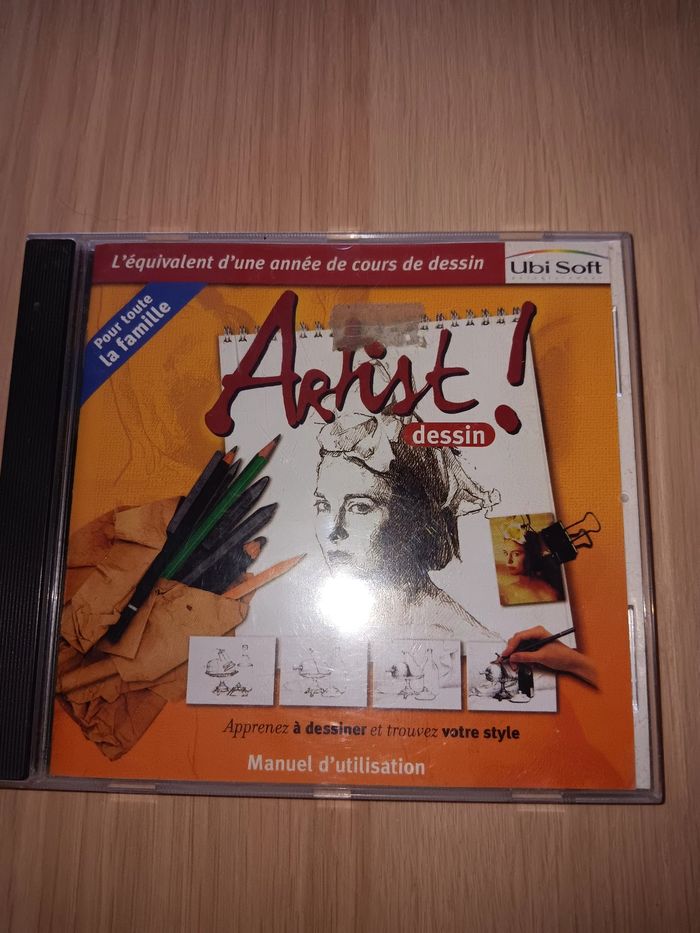 L'équivalent d'une année de cours de dessin
Ubi Soft
Pour toute
la famille
Artist!
dessin
Apprenez à dessiner et trouvez votre style
Manuel d'utilisation